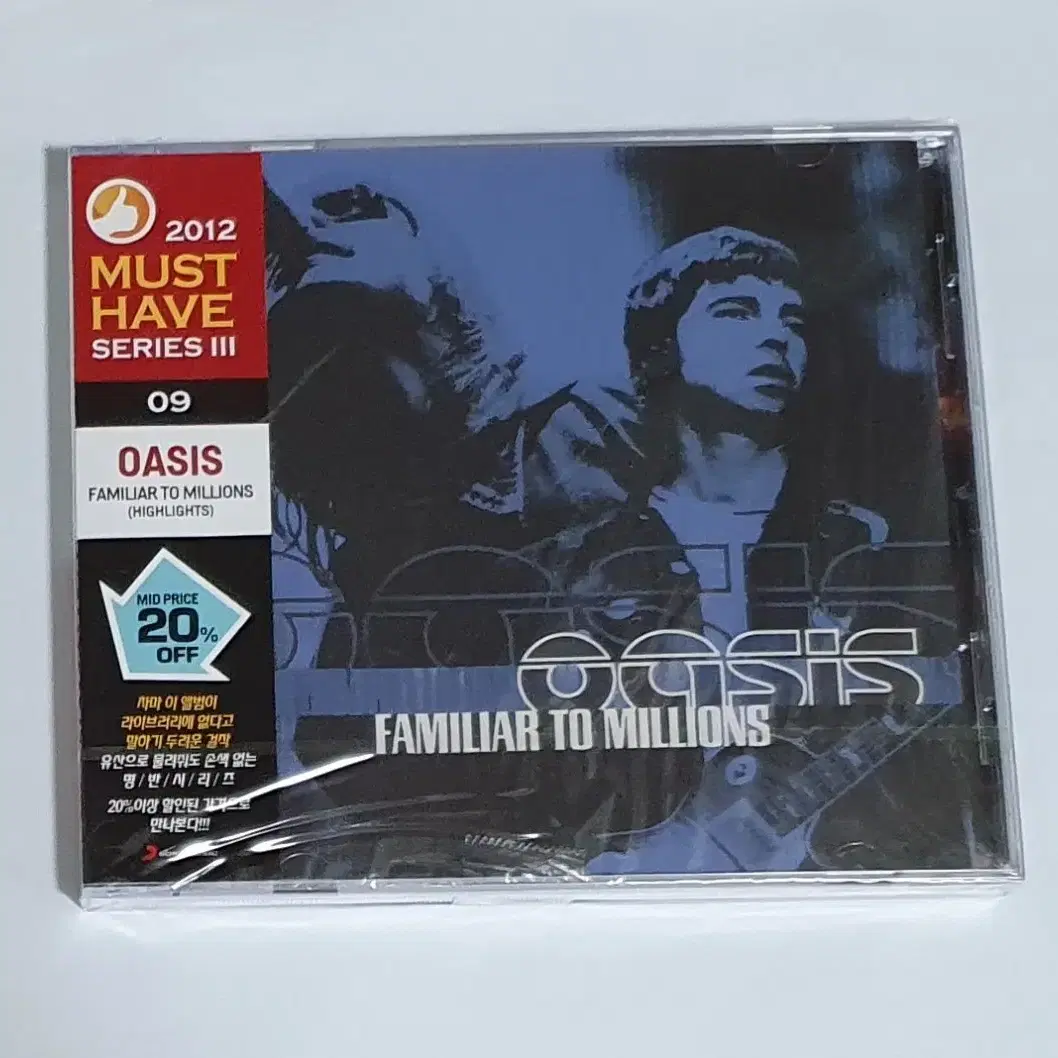 2012
MUST
HAVE
SERIES III
09
OASIS
FAMILIAR TO MILLIONS
(HIGHLIGHTS)
MID PRICE
20%
OFF
차마 이 앨범이
라이브러리에 없다고
말하기 두려운 걸작
유산으로 물려줘도 손색 없는
명/반/시/리/즈
20%이상 할인된 가격으로
만나본다!!!
oasis
oasis
FAMILIAR TO MILLIONS